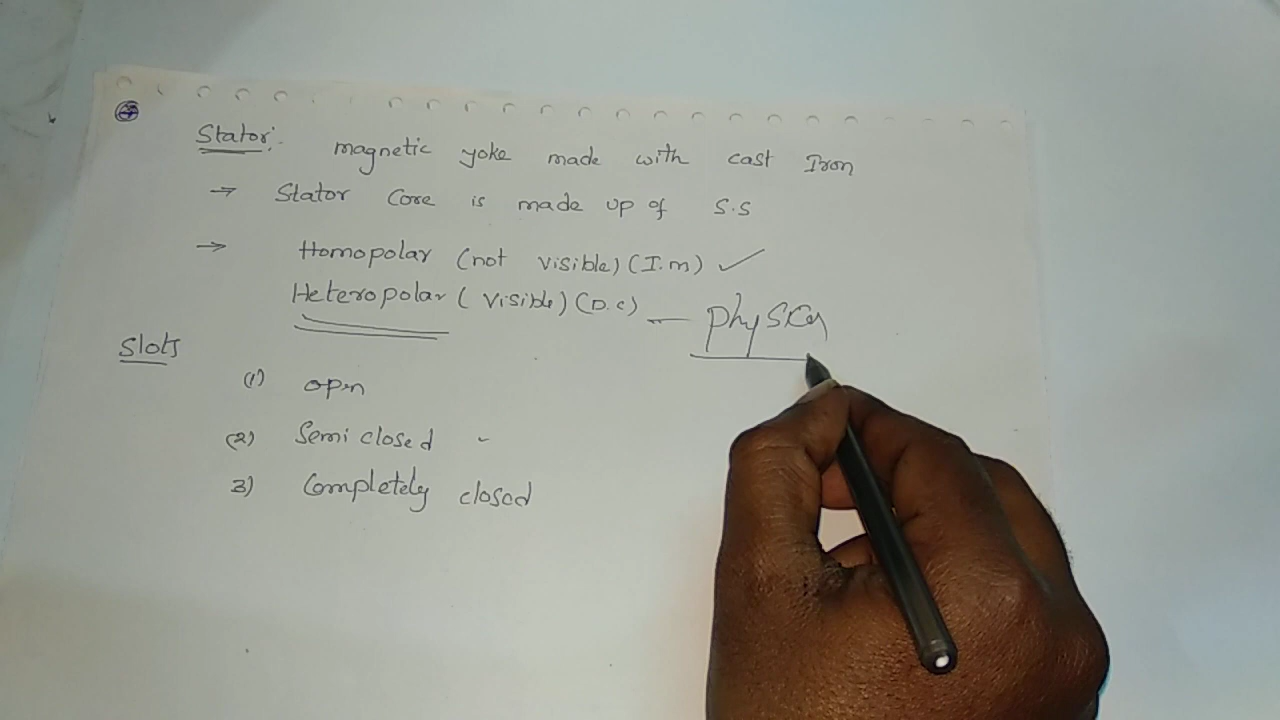 Stator:- magnetic yoke made with cast Iron
→ Stator Core is made up of S.S
→ Homopolar (not visible) (I.m) ✓
Heteropolar (visible) (D.c) —
Slots
(1) open
(2) Semi closed -
3) Completely closed